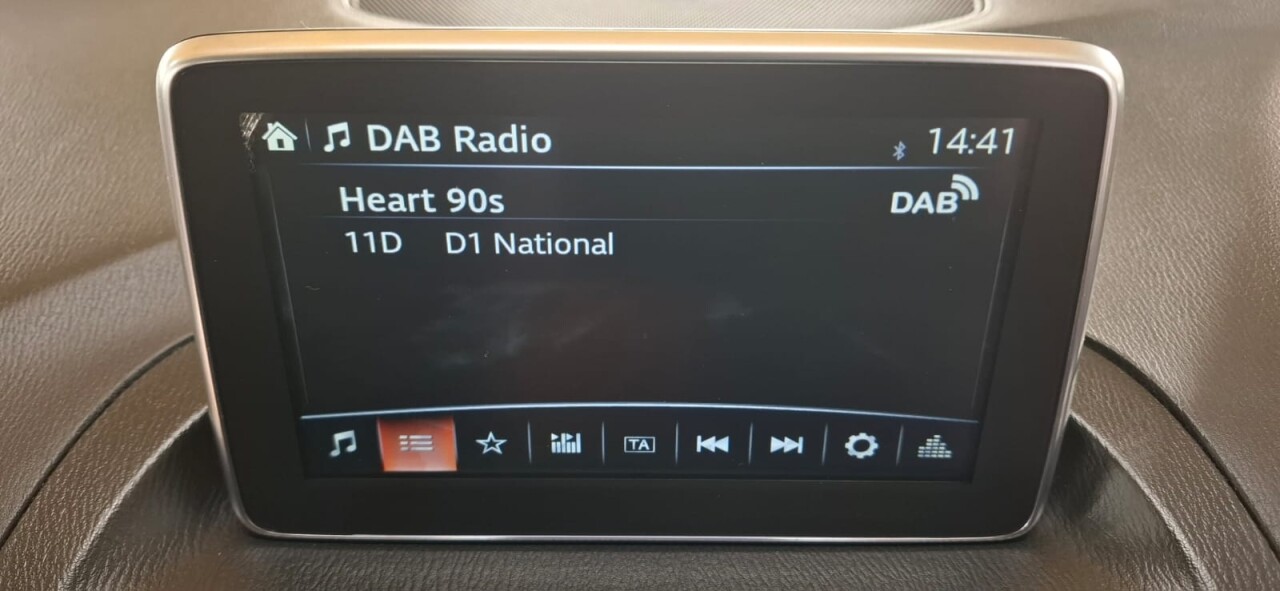 DAB Radio 14:41
Heart 90s DAB
11D D1 National
TA